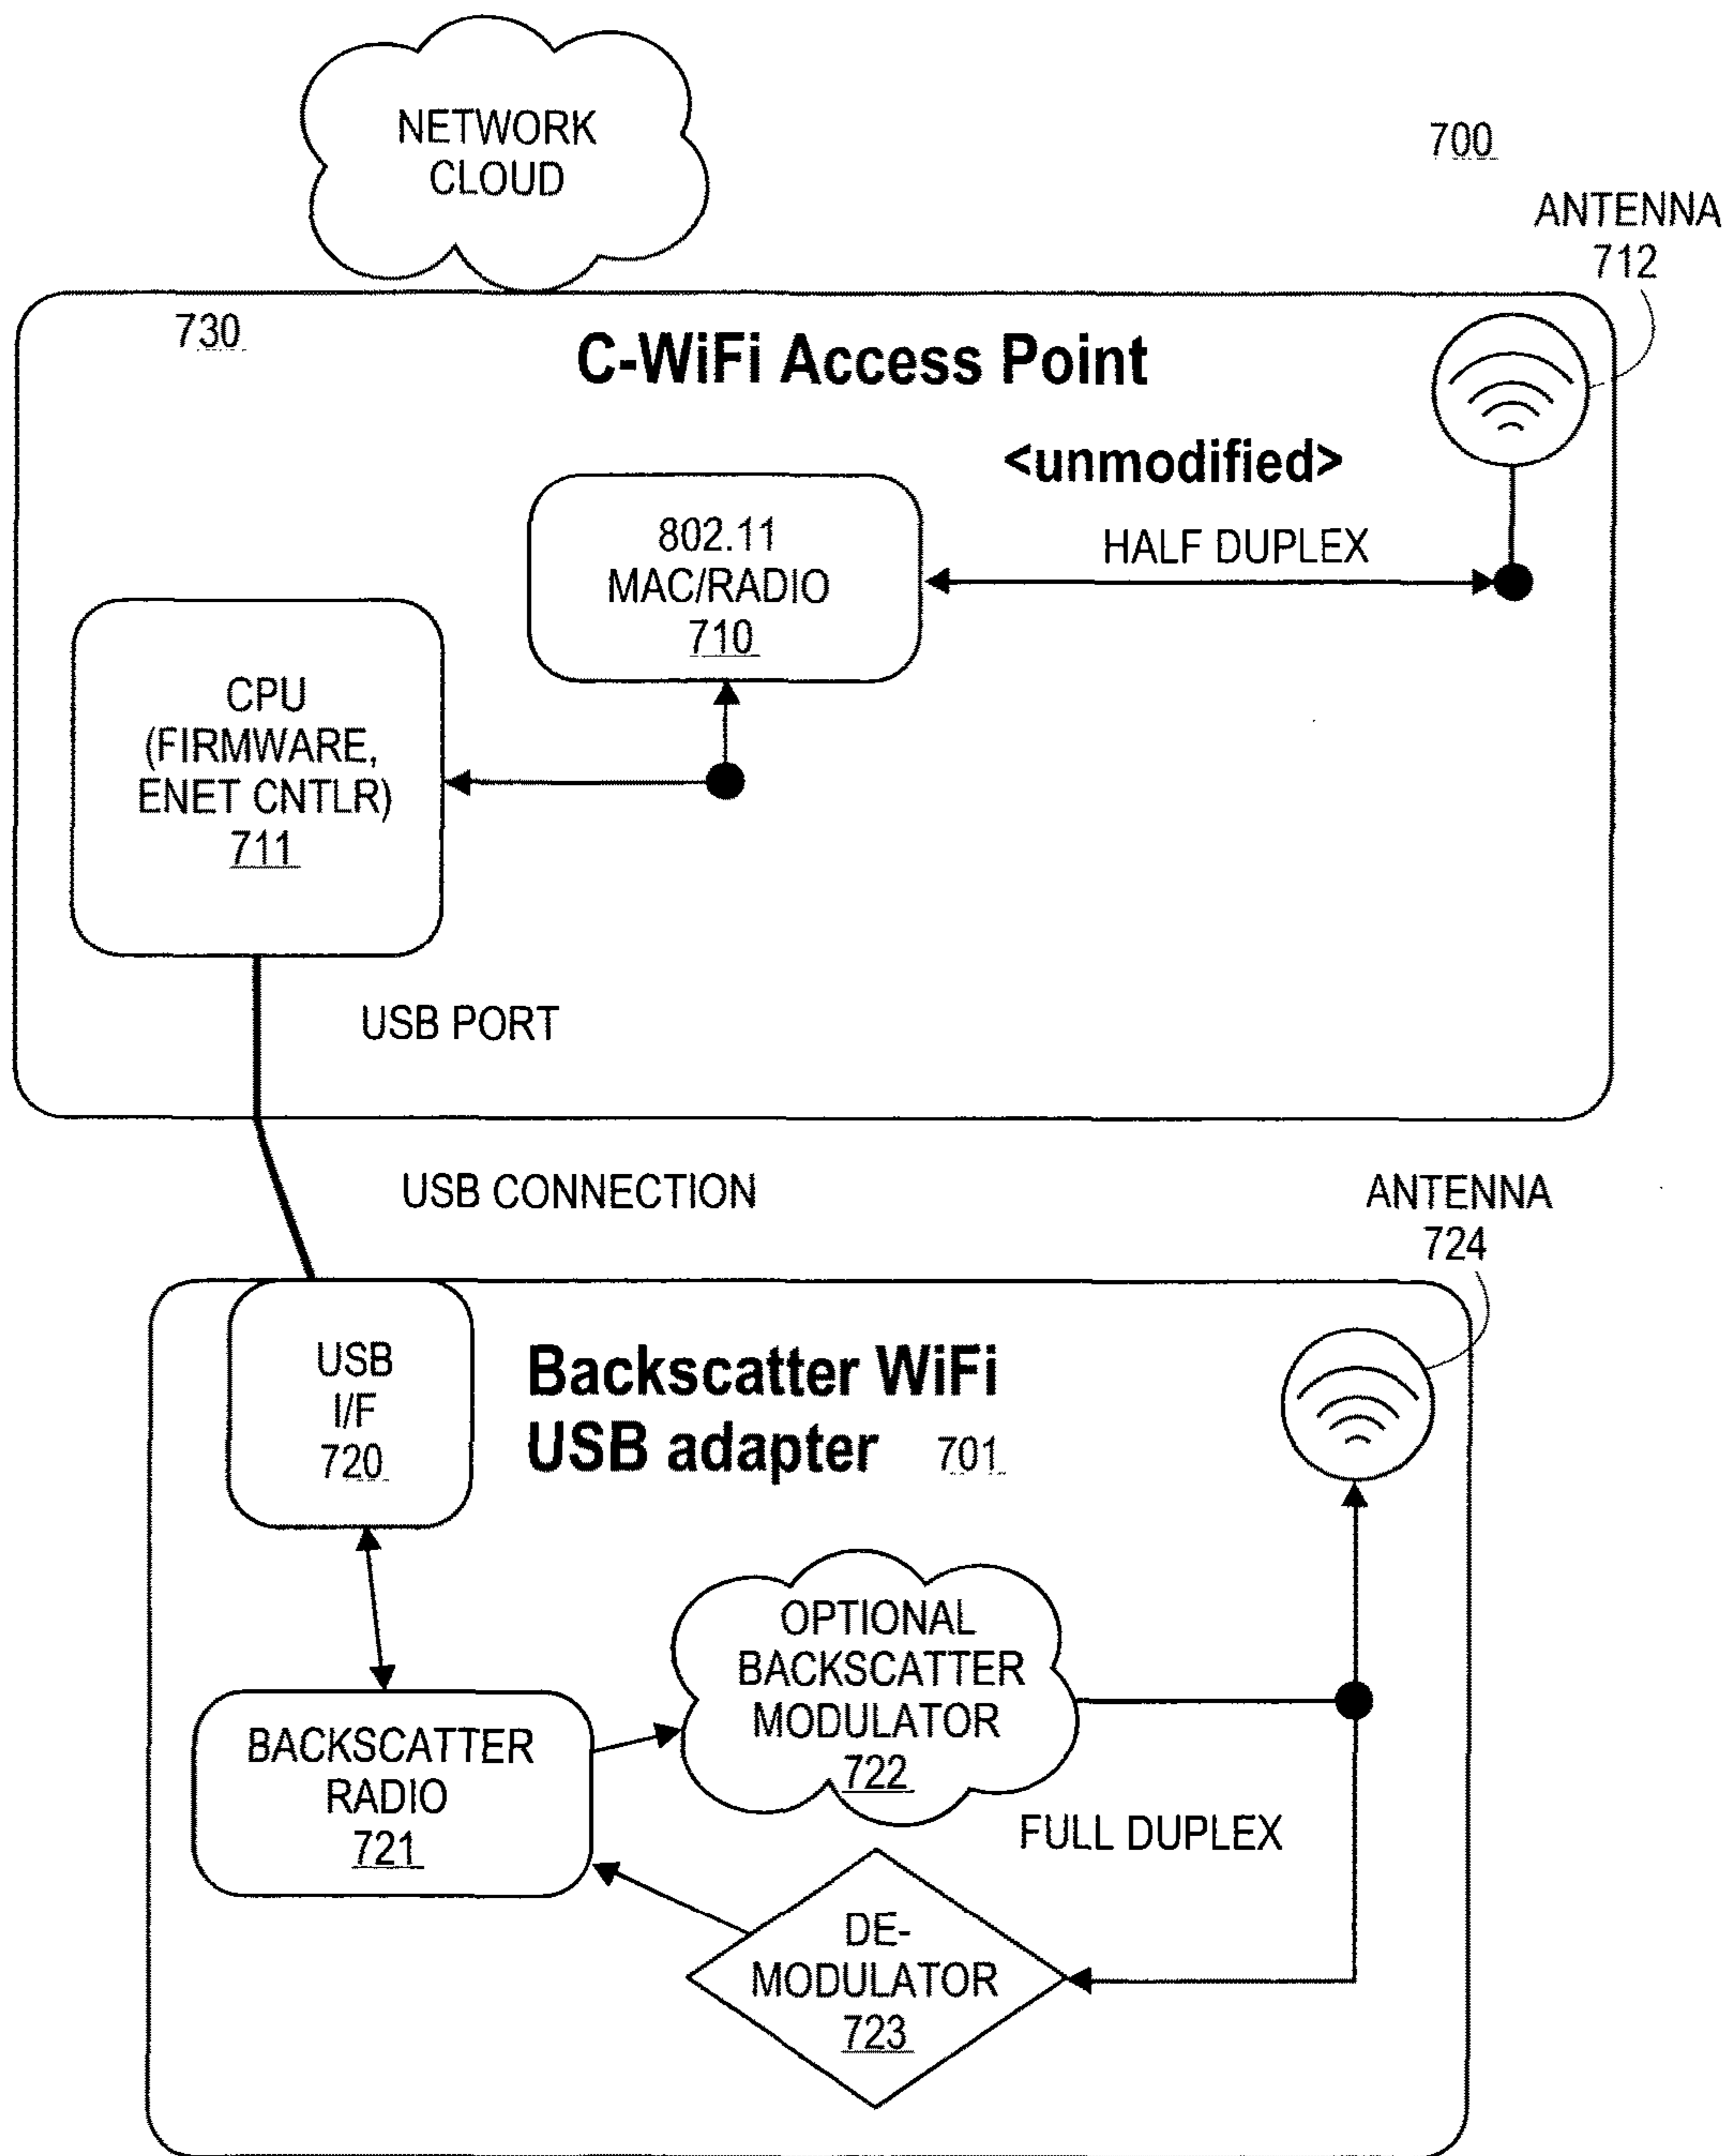 NETWORK
CLOUD
700
ANTENNA
712
730
C-WiFi Access Point
<unmodified>
802.11
MAC/RADIO
710
HALF DUPLEX
CPU
(FIRMWARE,
ENET CNTLR)
711
USB PORT
USB CONNECTION
ANTENNA
724
USB
I/F
720
Backscatter WiFi
USB adapter 701
OPTIONAL
BACKSCATTER
MODULATOR
722
BACKSCATTER
RADIO
721
FULL DUPLEX
DE-
MODULATOR
723